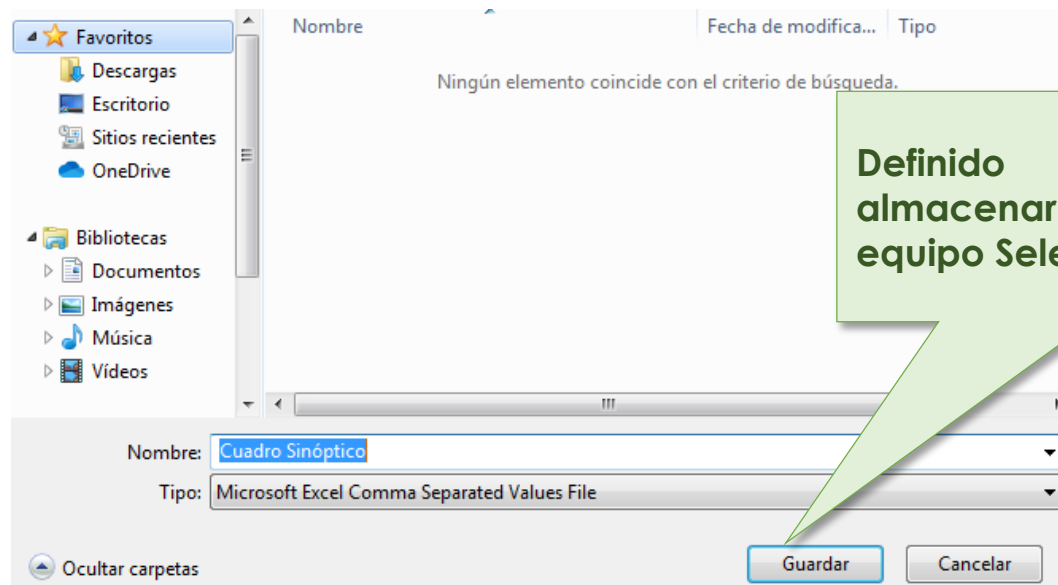 Favoritos
Descargas
Escritorio
Sitios recientes
OneDrive
Bibliotecas
Documentos
Imágenes
Música
Vídeos
Nombre Fecha de modifica... Tipo
Ningún elemento coincide con el criterio de búsqueda.
Definido
almacenar
equipo
Nombre: Cuadro Sinóptico
Tipo: Microsoft Excel Comma Separated Values File
Ocultar carpetas
Guardar Cancelar